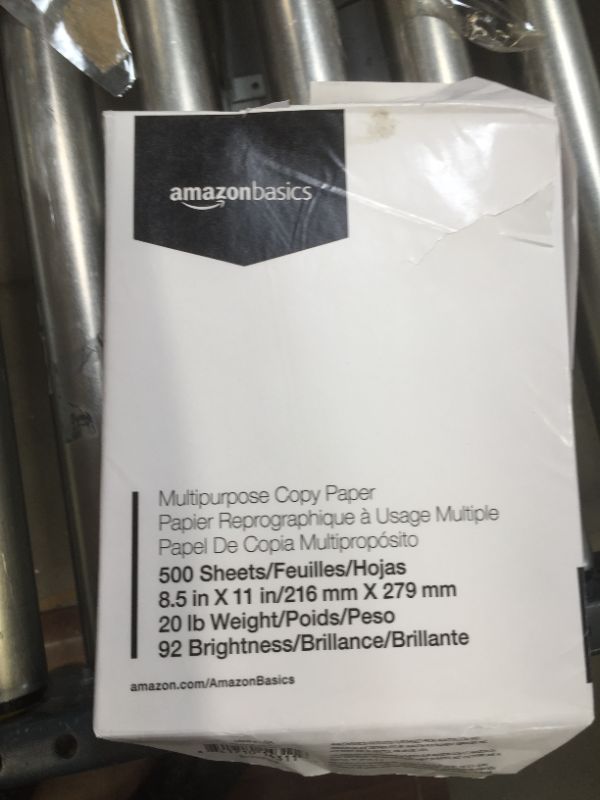 amazonbasics
Multipurpose Copy Paper
Papier Reprographique à Usage Multiple
Papel De Copia Multipropósito
500 Sheets/Feuilles/Hojas
8.5 in X 11 in/216 mm X 279 mm
20 lb Weight/Poids/Peso
92 Brightness/Brillance/Brillante
amazon.com/AmazonBasics